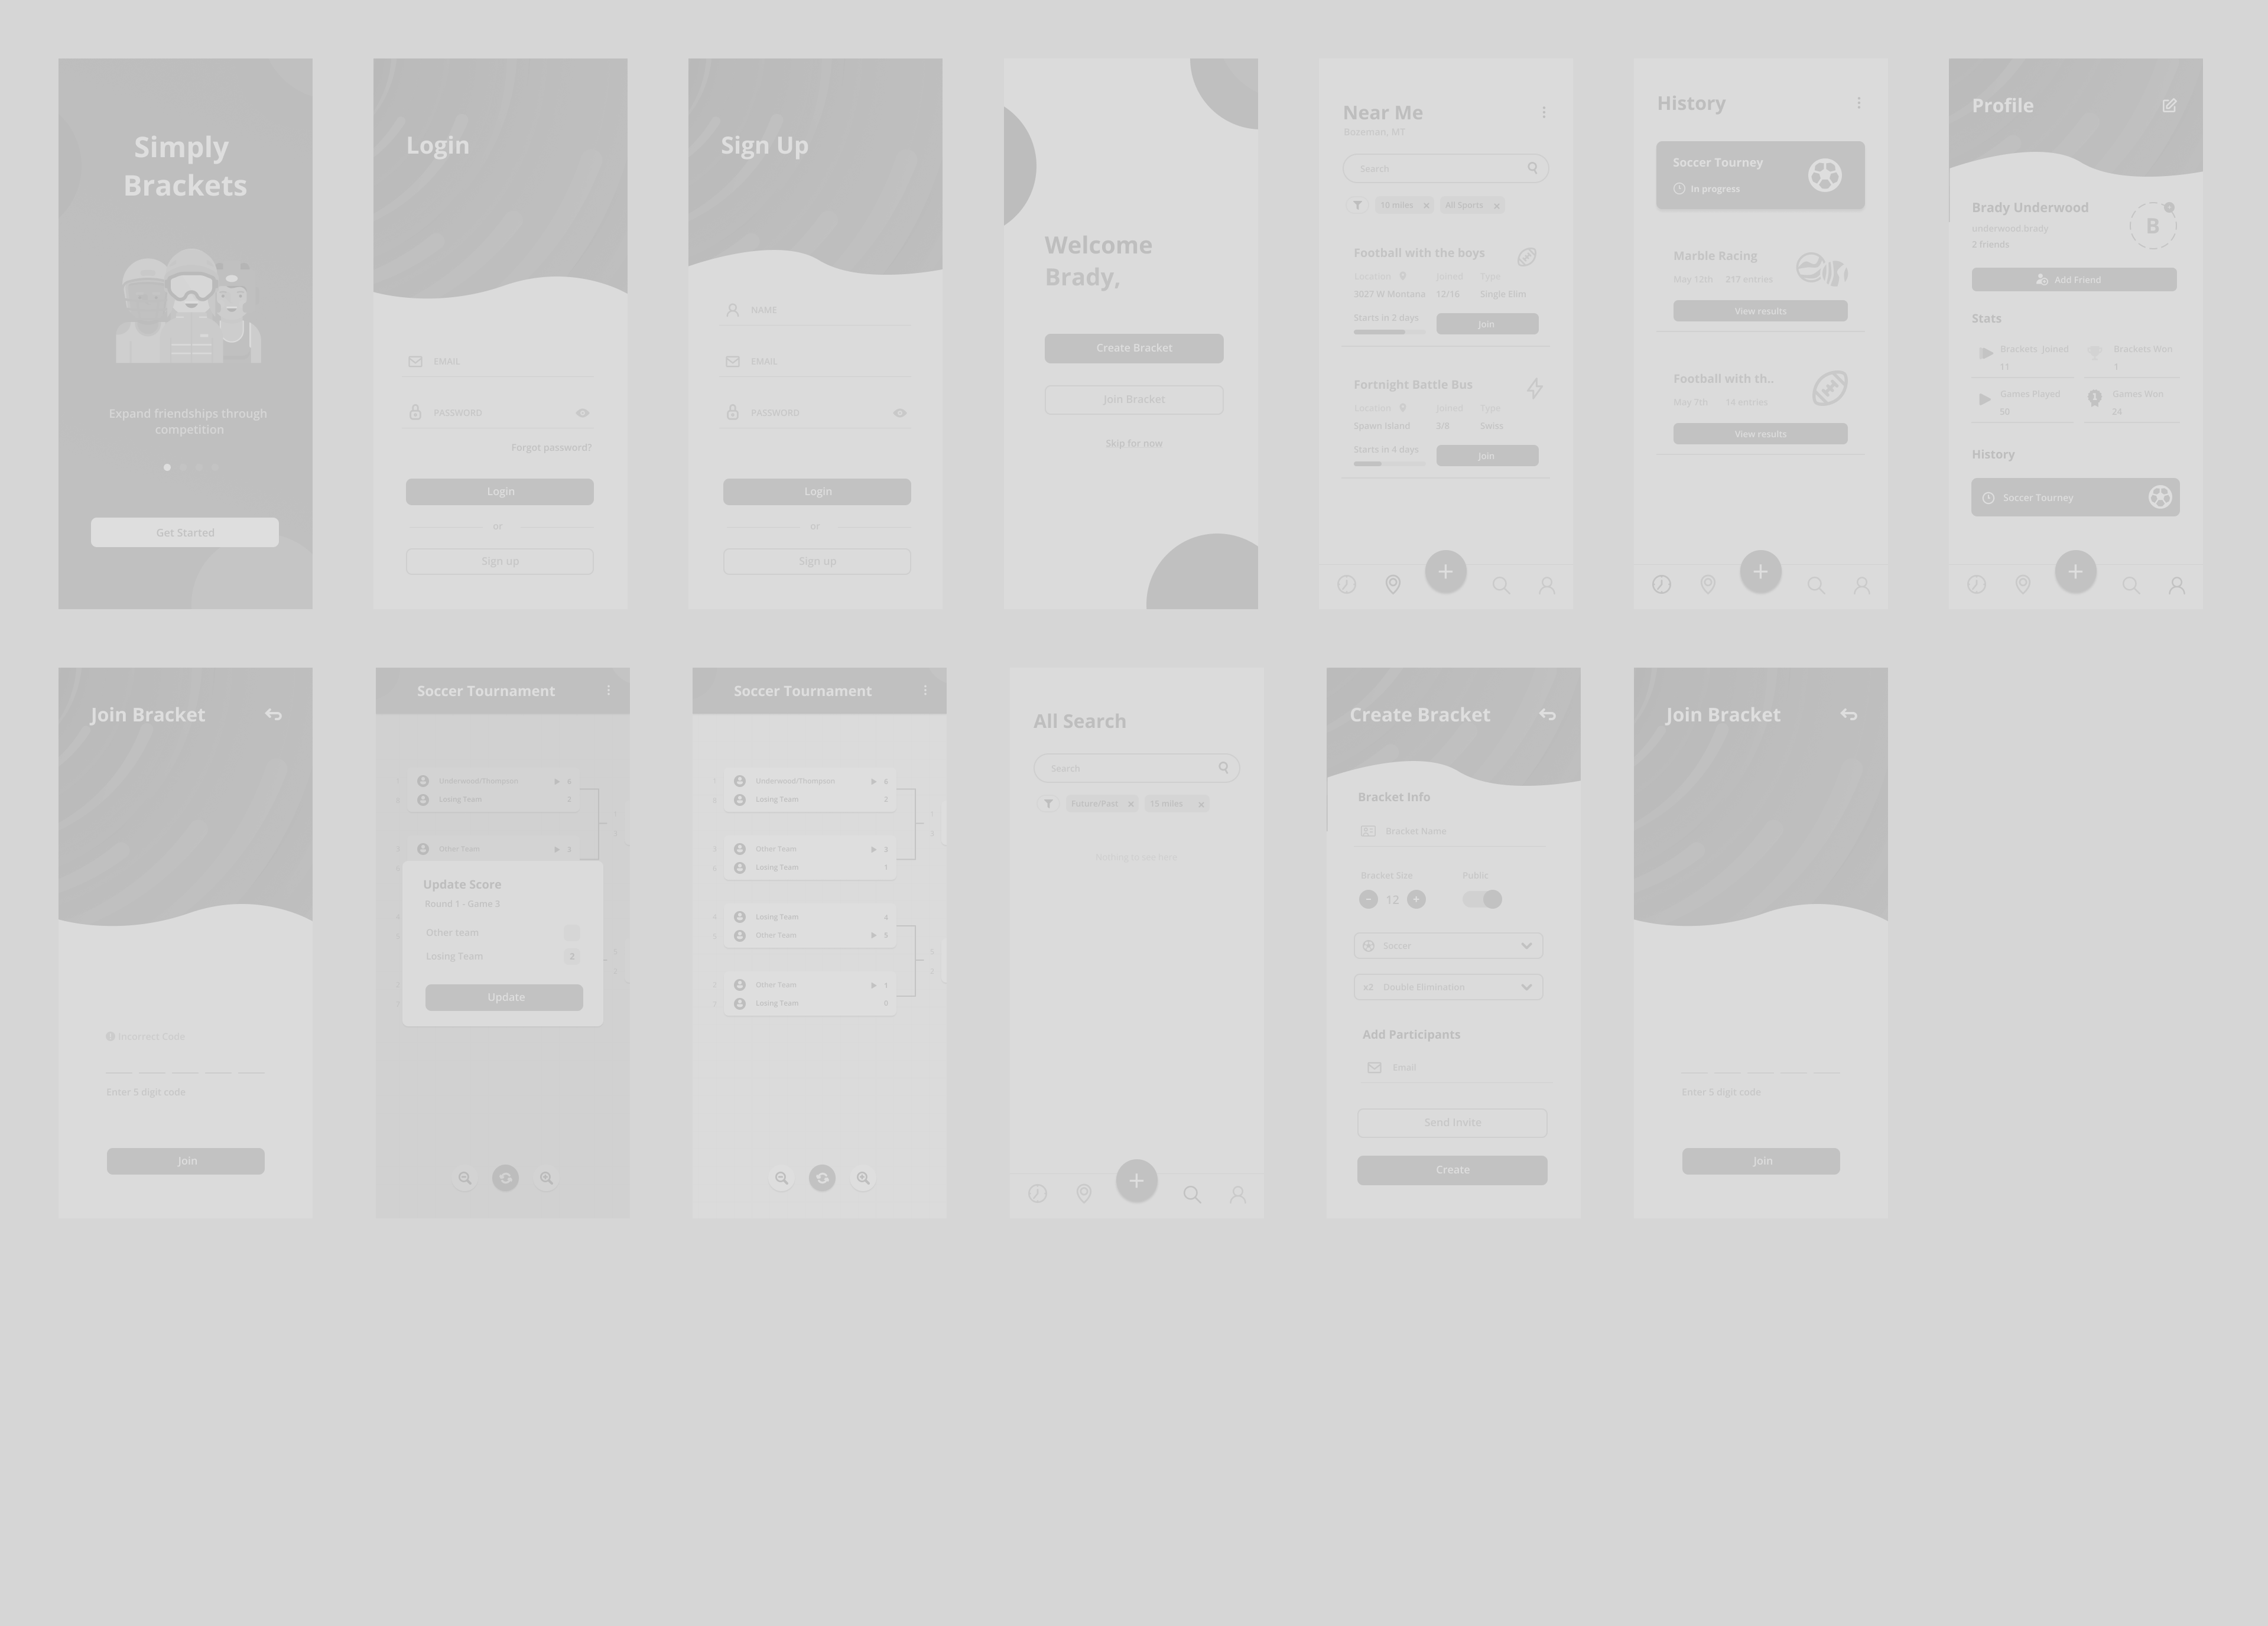 Simply
Brackets
Expand friendships through
competition
Get Started
Login
EMAIL
PASSWORD
Forgot password?
Login
or
Sign up
Sign Up
NAME
EMAIL
PASSWORD
Login
or
Sign up
Welcome
Brady,
Create Bracket
Join Bracket
Skip for now
Near Me
Bozeman, MT
Search
10 miles
All Sports
Football with the boys
Location Joined Type
3027 W Montana 12/16 Single Elim
Starts in 2 days
Join
Fortnight Battle Bus
Location Joined Type
Spawn Island 3/8 Swiss
Starts in 4 days
Join
History
Soccer Tourney
In progress
Marble Racing
May 12th 217 entries
View results
Football with th..
May 7th 14 entries
View results
Profile
Brady Underwood
underwood.brady
2 friends
B
Add Friend
Stats
Brackets Joined
11
Brackets Won
1
Games Played
50
Games Won
24
History
Soccer Tourney
Join Bracket
Incorrect Code
Enter 5 digit code
Join
Soccer Tournament
Underwood/Thompson 6
Losing Team 2
Other Team 3
Update Score
Round 1 - Game 3
Other team
Losing Team 2
Update
Soccer Tournament
Underwood/Thompson 6
Losing Team 2
Other Team 3
Losing Team 1
Losing Team 4
Other Team 5
Other Team 1
Losing Team 0
All Search
Search
Future/Past
15 miles
Nothing to see here
Create Bracket
Bracket Info
Bracket Name
Bracket Size
12
Public
Soccer
x2 Double Elimination
Add Participants
Email
Send Invite
Create
Join Bracket
Enter 5 digit code
Join